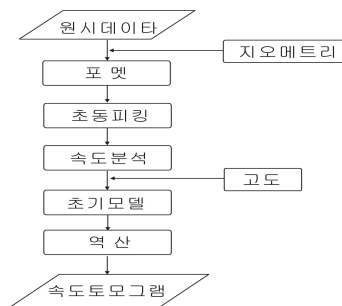 원시데이타
지오메트리
포 멧
초동피킹
속도분석
고도
초기모델
역 산
속도토모그램